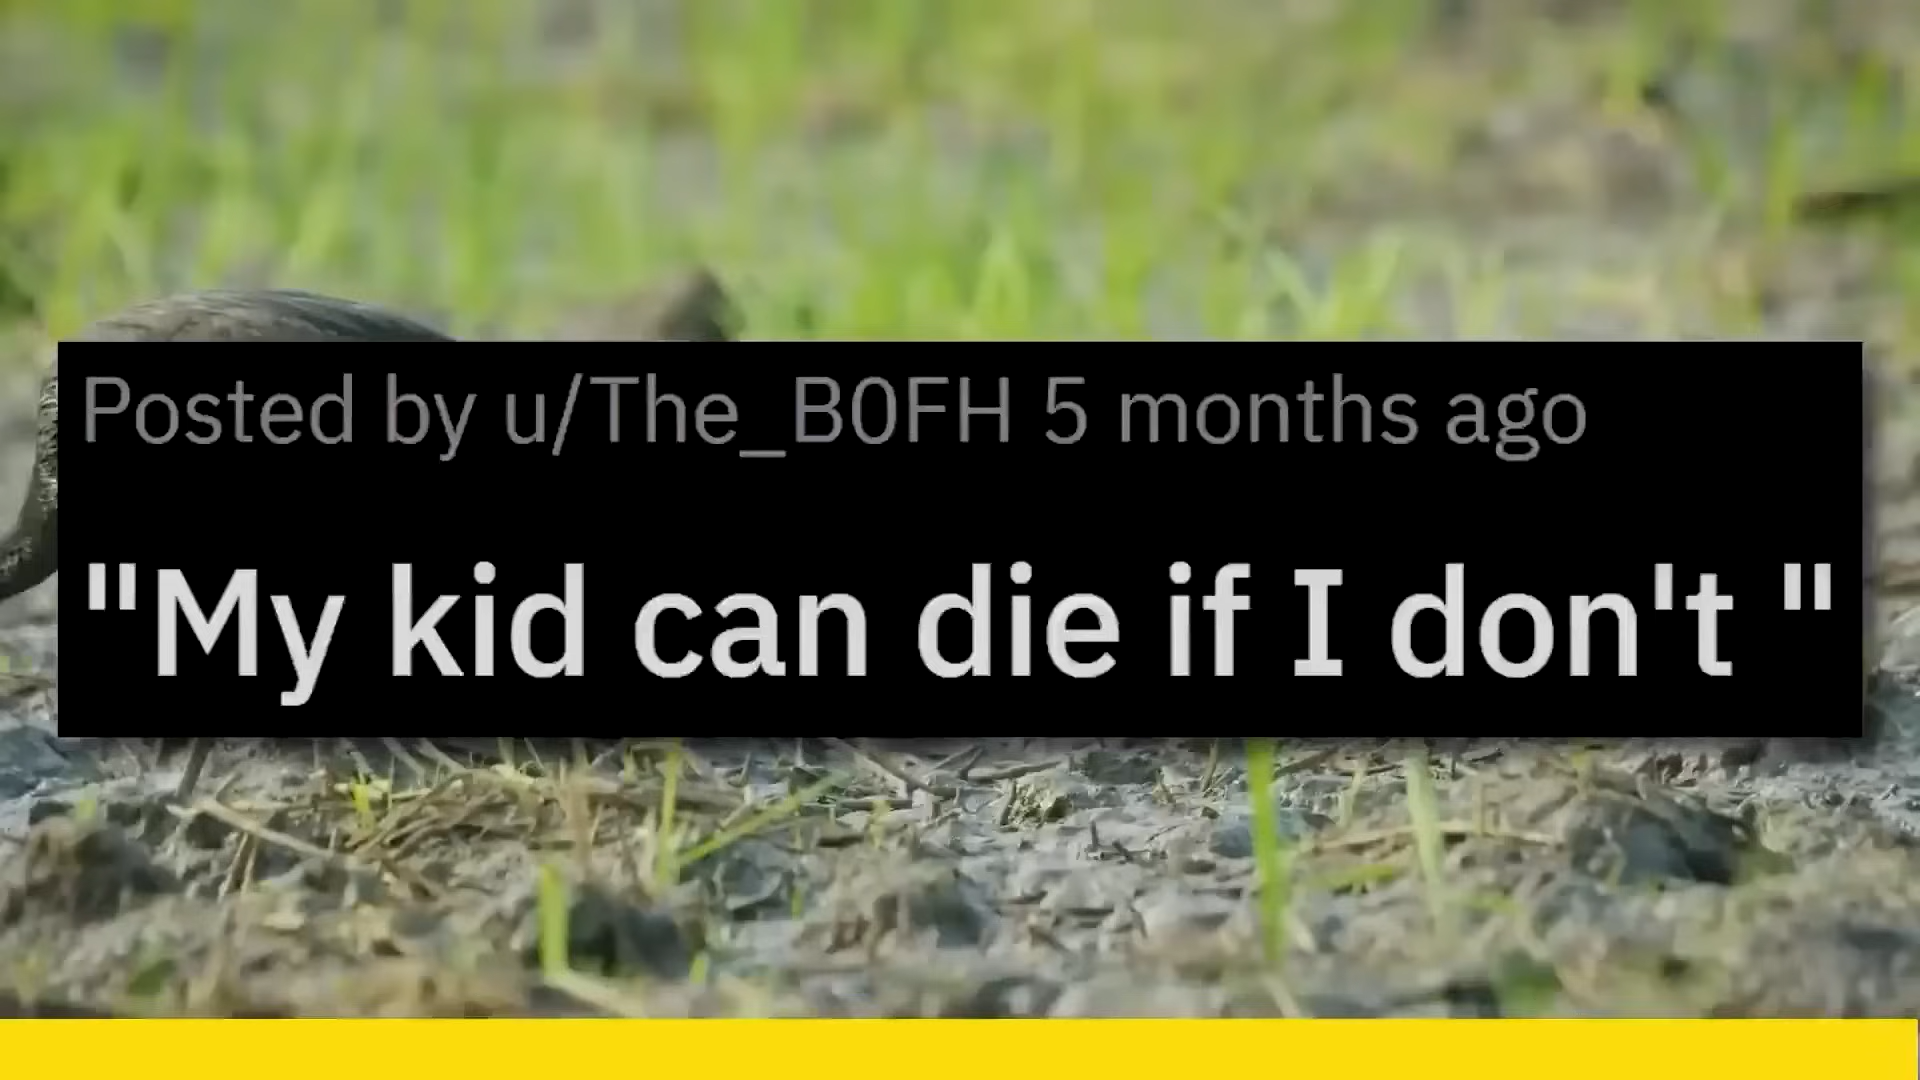 Posted by u/The_B0FH 5 months ago
"My kid can die if I don't "